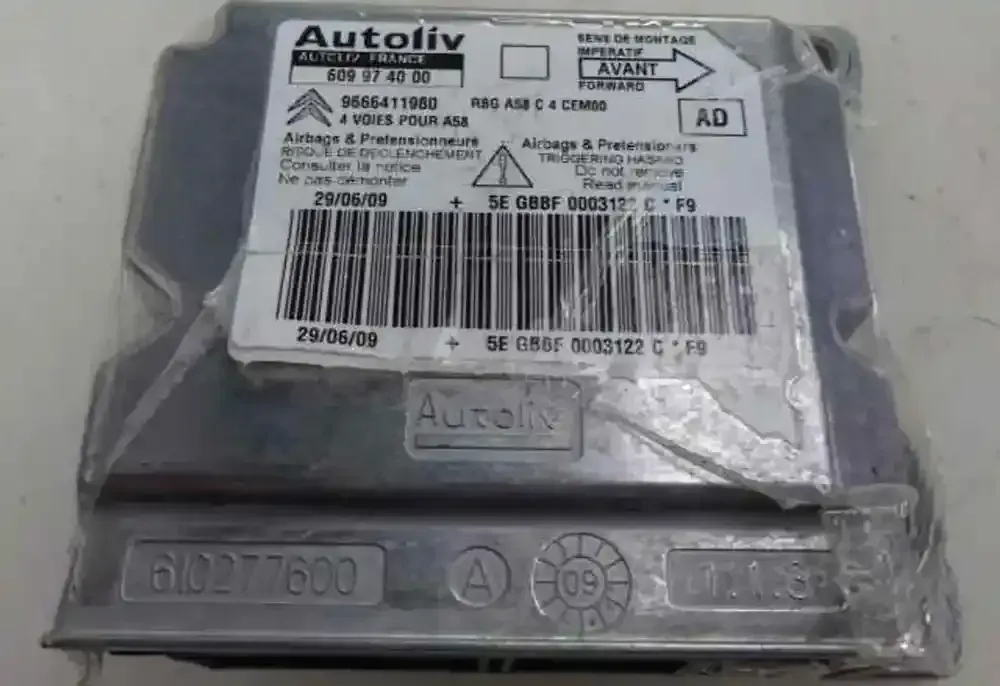 Autoliv
AUTOLIV FRANCE
609 97 40 00
SENS DE MONTAGE
IMPERATIF
AVANT
FORWARD
9666411980 RBG A58 C 4 CEM00
4 VOIES POUR A58
AD
Airbags & Pretensionneurs
RISQUE DE DECLENCHEMENT
Consulter la notice
Ne pas démonter
Airbags & Pretensioners
TRIGGERING HASARD
Do not remove
Read manual
29/06/09 + 5E GBBF 0003122 C * F9
29/06/09 + 5E GBBF 0003122 C * F9
Autoliv
610277600 A 09